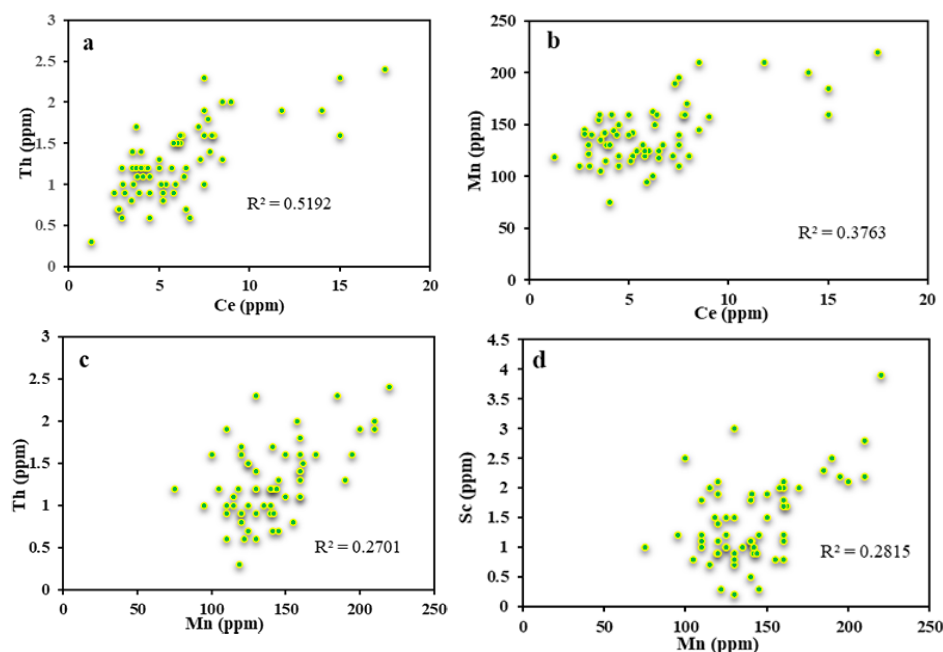 a
Th (ppm)
3
2.5
2
1.5
1
0.5
0
R² = 0.5192
0 5 10 15 20
Ce (ppm)
b
Mn (ppm)
250
200
150
100
50
0
R² = 0.3763
0 5 10 15 20
Ce (ppm)
c
Th (ppm)
3
2.5
2
1.5
1
0.5
0
R² = 0.2701
0 50 100 150 200 250
Mn (ppm)
d
Sc (ppm)
4.5
4
3.5
3
2.5
2
1.5
1
0.5
0
R² = 0.2815
0 50 100 150 200 250
Mn (ppm)